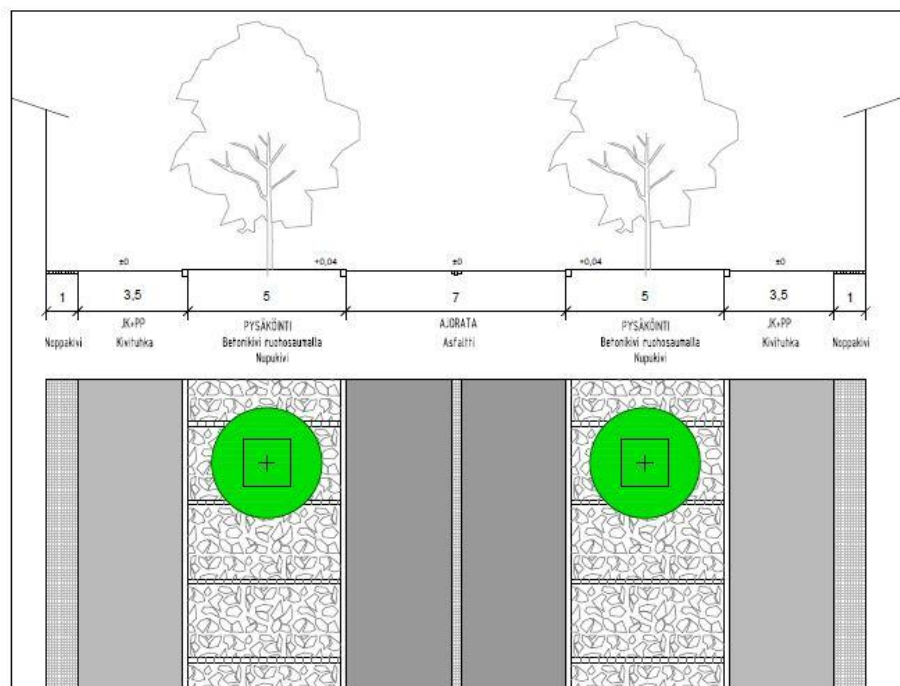 ±0 +0,04 ±0 +0,04 ±0
1 3,5 5 7 5 3,5 1
Noppakivi
JK+PP
Kivituhka
PYSÄKÖINTI
Betonikivi ruohosaumalla
Nupukivi
AJORATA
Asfaltti
PYSÄKÖINTI
Betonikivi ruohosaumalla
Nupukivi
JK+PP
Kivituhka
Noppakivi